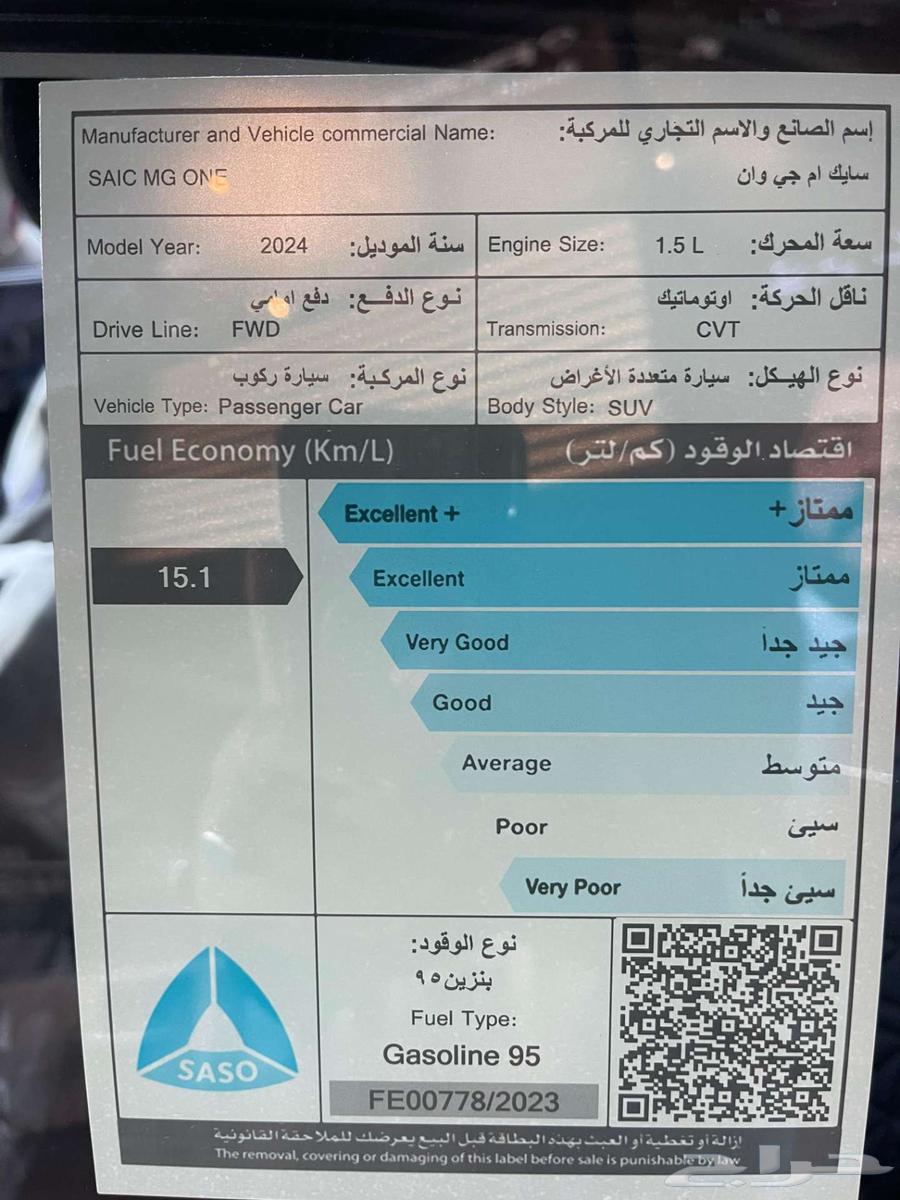 Manufacturer and Vehicle commercial Name: إسم الصانع والاسم التجاري للمركبة:
SAIC MG ONE سايك ام جي وان
Model Year: 2024 سنة الموديل:
Engine Size: 1.5 L سعة المحرك:
نوع الدفع: دفع امامي
Drive Line: FWD
ناقل الحركة: اوتوماتيك
Transmission: CVT
نوع المركبة: سيارة ركوب
Vehicle Type: Passenger Car
نوع الهيكل: سيارة متعددة الأغراض
Body Style: SUV
Fuel Economy (Km/L) اقتصاد الوقود (كم/لتر)
Excellent + ممتاز+
15.1
Excellent ممتاز
Very Good جيد جداً
Good جيد
Average متوسط
Poor سيئ
Very Poor سيئ جداً
SASO
نوع الوقود:
بنزين ٩٥
Fuel Type:
Gasoline 95
FE00778/2023
إزالة أو تغطية أو العبث بهذه البطاقة قبل البيع يعرضك للملاحقة القانونية
The removal, covering or damaging of this label before sale is punishable by law
حراج